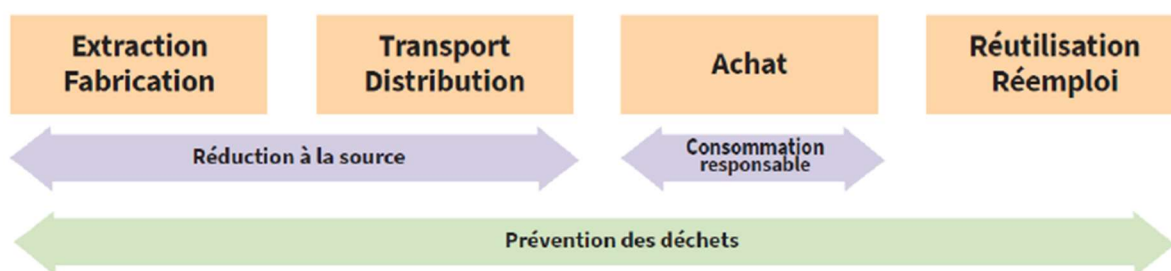 Extraction
Fabrication
Transport
Distribution
Achat
Réutilisation
Réemploi
Réduction à la source
Consommation
responsable
Prévention des déchets